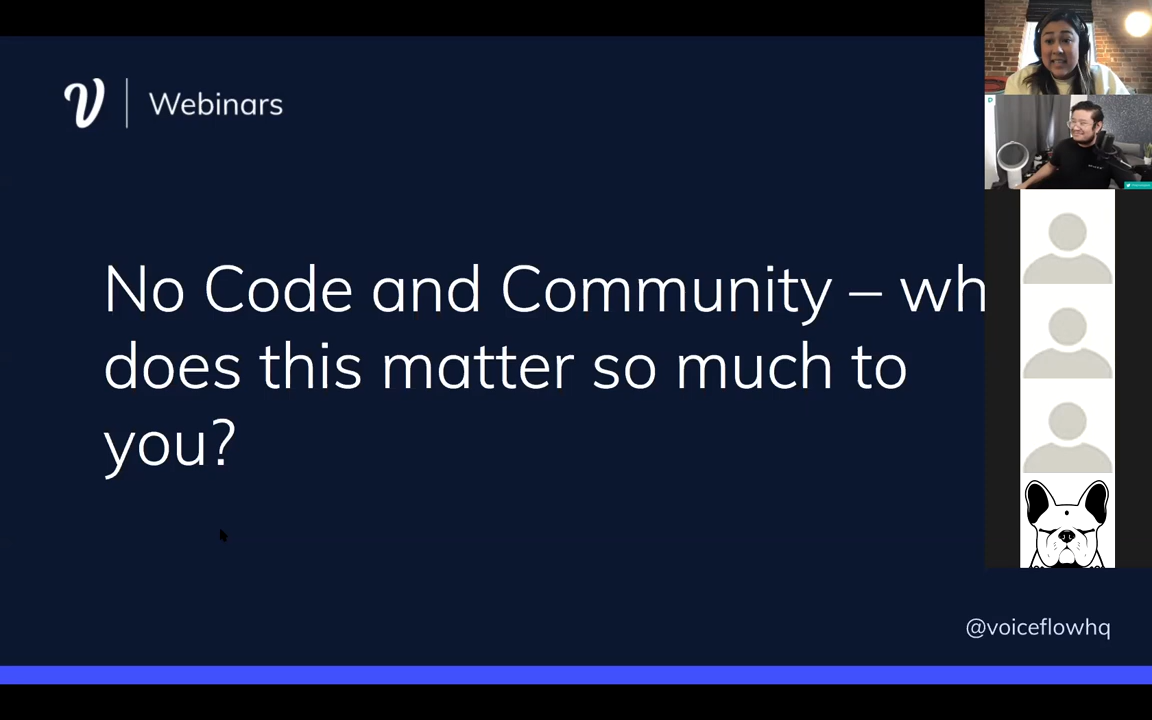 Webinars
No Code and Community – wh
does this matter so much to
you?
@voiceflowhq